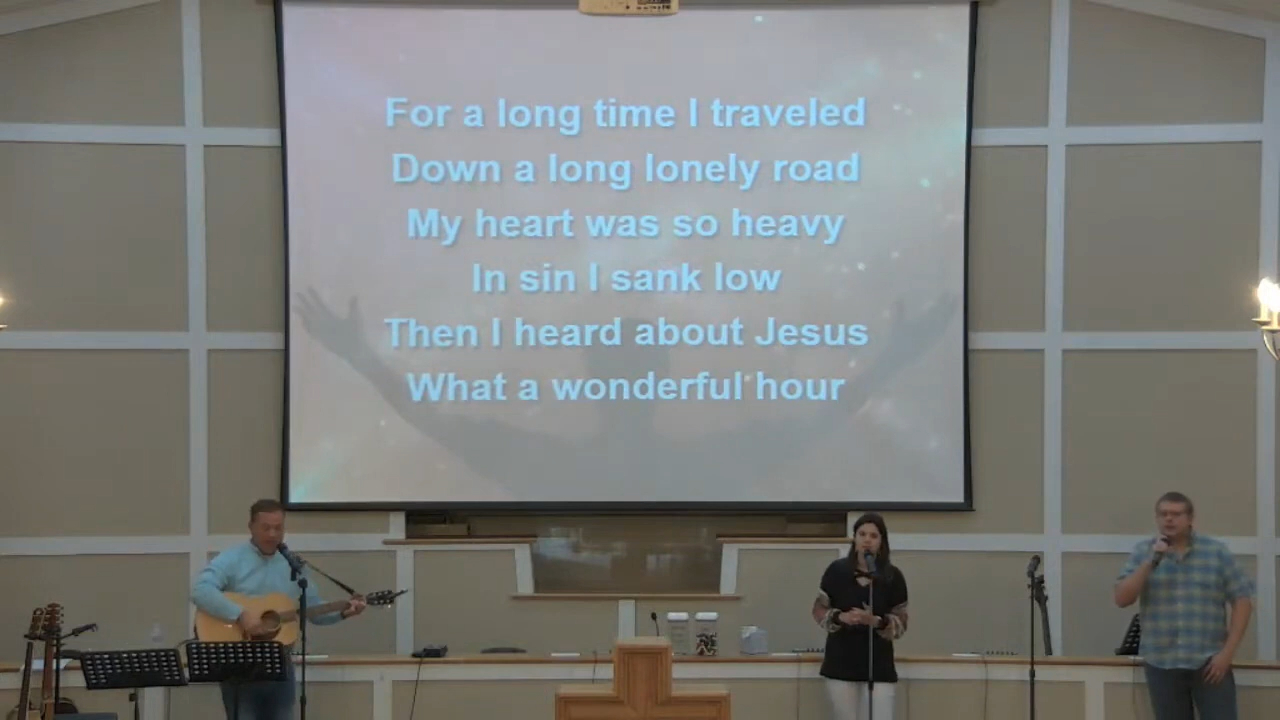 For a long time I traveled
Down a long lonely road
My heart was so heavy
In sin I sank low
Then I heard about Jesus
What a wonderful hour